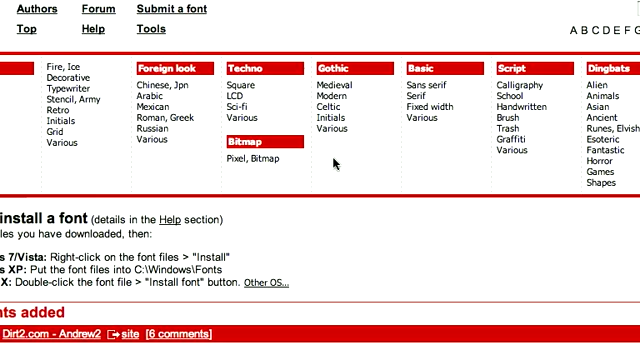 Authors Forum Submit a font
Top Help Tools
A B C D E F G
Fire, Ice
Decorative
Typewriter
Stencil, Army
Retro
Initials
Grid
Various
Foreign look
Chinese, Jpn
Arabic
Mexican
Roman, Greek
Russian
Various
Techno
Square
LCD
Sci-fi
Various
Bitmap
Pixel, Bitmap
Gothic
Medieval
Modern
Celtic
Initials
Various
Basic
Sans serif
Serif
Fixed width
Various
Script
Calligraphy
School
Handwritten
Brush
Trash
Graffiti
Various
Dingbats
Alien
Animals
Asian
Ancient
Runes, Elvish
Esoteric
Fantastic
Horror
Games
Shapes
install a font (details in the Help section)
les you have downloaded, then:
s 7/Vista: Right-click on the font files > "Install"
s XP: Put the font files into C:\Windows\Fonts
X: Double-click the font file > "Install font" button. Other OS...
nts added
Dirt2.com - Andrew2 site [6 comments]